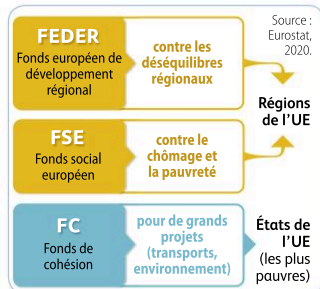 Source :
Eurostat,
2020.
FEDER
Fonds européen de
développement
régional
contre les
déséquilibres
régionaux
FSE
Fonds social
européen
contre le
chômage et
la pauvreté
Régions
de l'UE
FC
Fonds de
cohésion
pour de grands
projets
(transports,
environnement)
États de
l'UE
(les plus
pauvres)